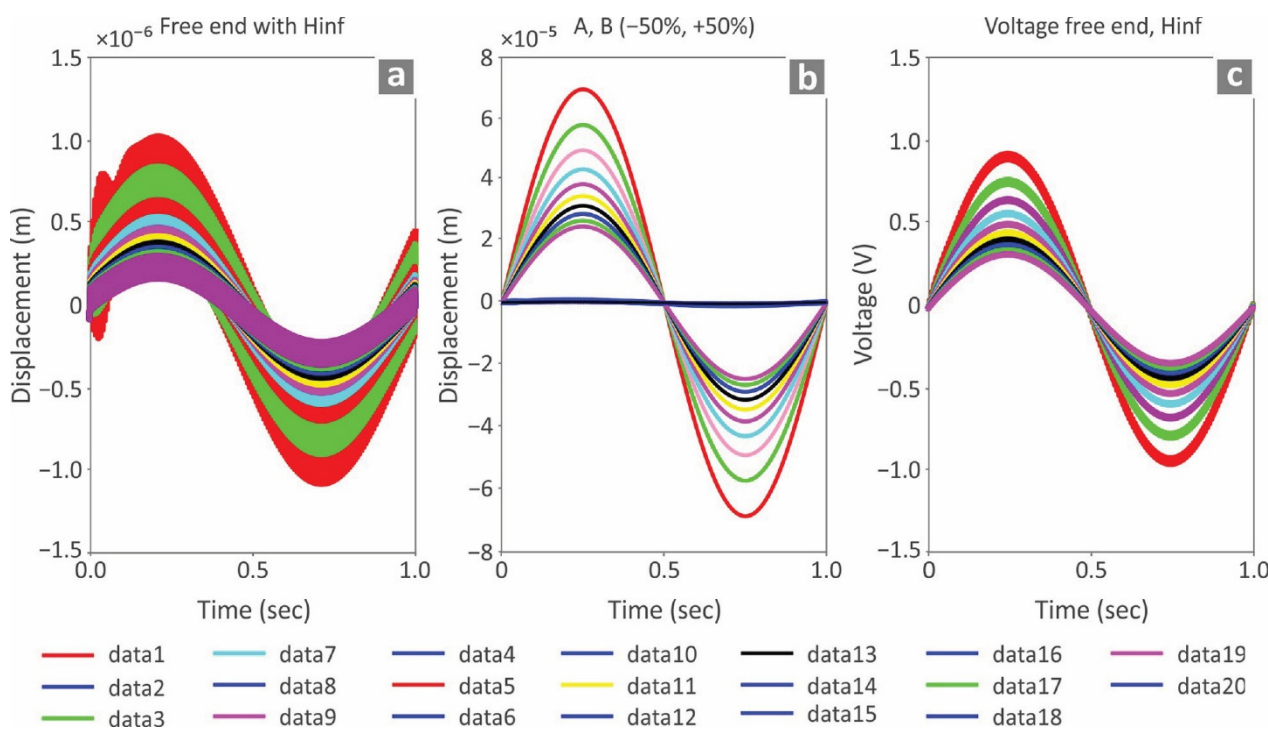 Free end with Hinf
A, B (−50%, +50%)
Voltage free end, Hinf
×10⁻⁶
×10⁻⁵
a
b
c
1.5
1.0
0.5
0
−0.5
−1.0
−1.5
Displacement (m)
0.0
0.5
1.0
Time (sec)
8
6
4
2
0
−2
−4
−6
−8
Displacement (m)
0
0.5
1.0
Time (sec)
1.5
1.0
0.5
0
−0.5
−1.0
−1.5
Voltage (V)
0
0.5
1.0
Time (sec)
data1 data7 data4 data10 data13 data16 data19
data2 data8 data5 data11 data14 data17 data20
data3 data9 data6 data12 data15 data18